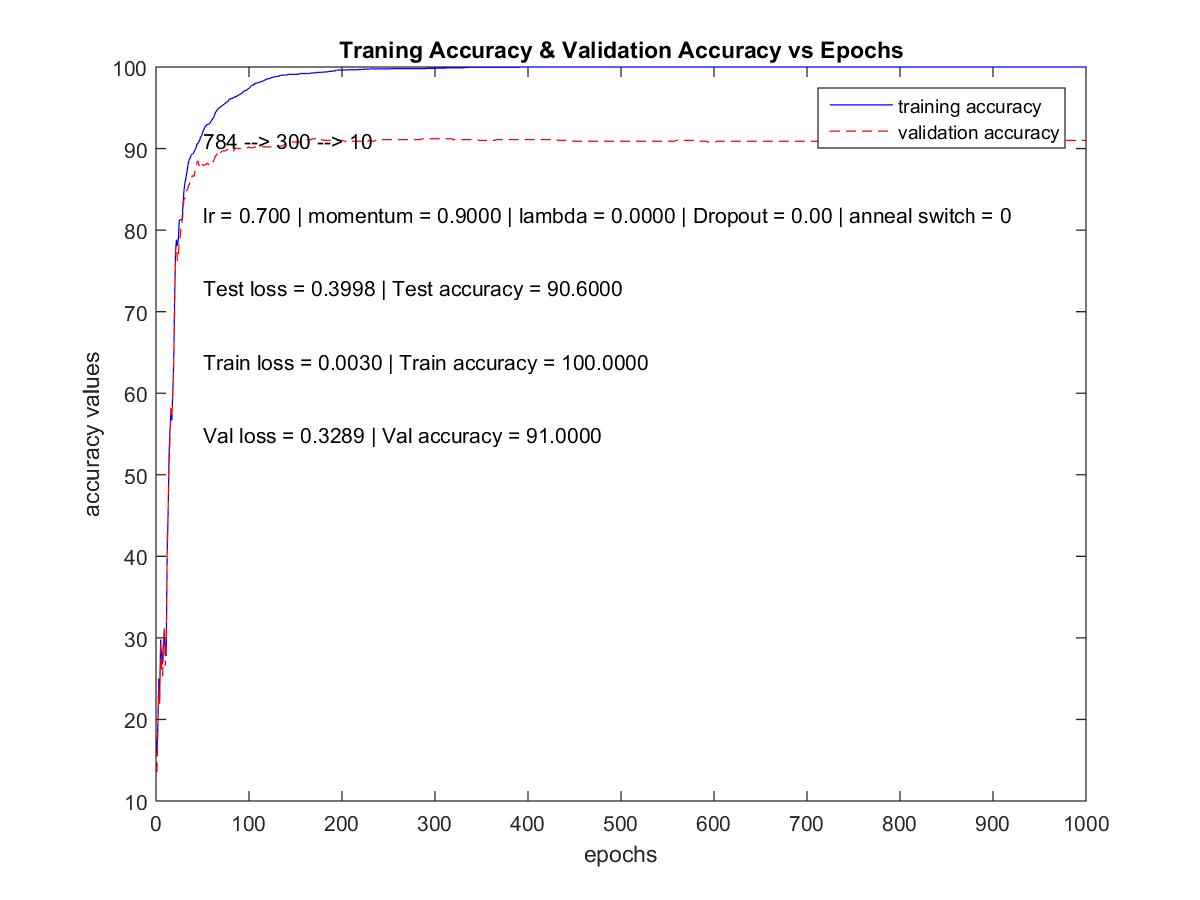 Traning Accuracy & Validation Accuracy vs Epochs
100
90
80
70
60
50
40
30
20
10
accuracy values
training accuracy
validation accuracy
784 --> 300 --> 10
lr = 0.700 | momentum = 0.9000 | lambda = 0.0000 | Dropout = 0.00 | anneal switch = 0
Test loss = 0.3998 | Test accuracy = 90.6000
Train loss = 0.0030 | Train accuracy = 100.0000
Val loss = 0.3289 | Val accuracy = 91.0000
0 100 200 300 400 500 600 700 800 900 1000
epochs